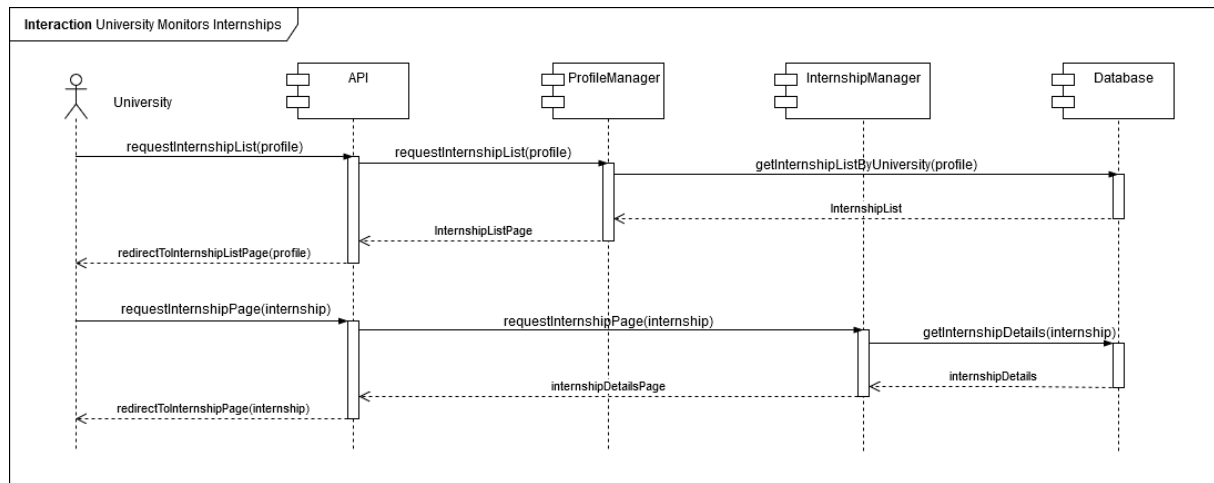 Interaction University Monitors Internships
University
API
ProfileManager
InternshipManager
Database
requestInternshipList(profile)
requestInternshipList(profile)
getInternshipListByUniversity(profile)
InternshipList
InternshipListPage
redirectToInternshipListPage(profile)
requestInternshipPage(internship)
requestInternshipPage(internship)
getInternshipDetails(internship)
internshipDetails
internshipDetailsPage
redirectToInternshipPage(internship)